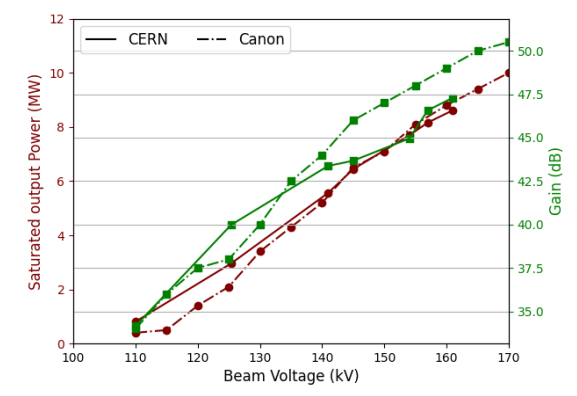 CERN Canon
12
10
8
6
4
2
0
Saturated output Power (MW)
50.0
47.5
45.0
42.5
40.0
37.5
35.0
Gain (dB)
100 110 120 130 140 150 160 170
Beam Voltage (kV)